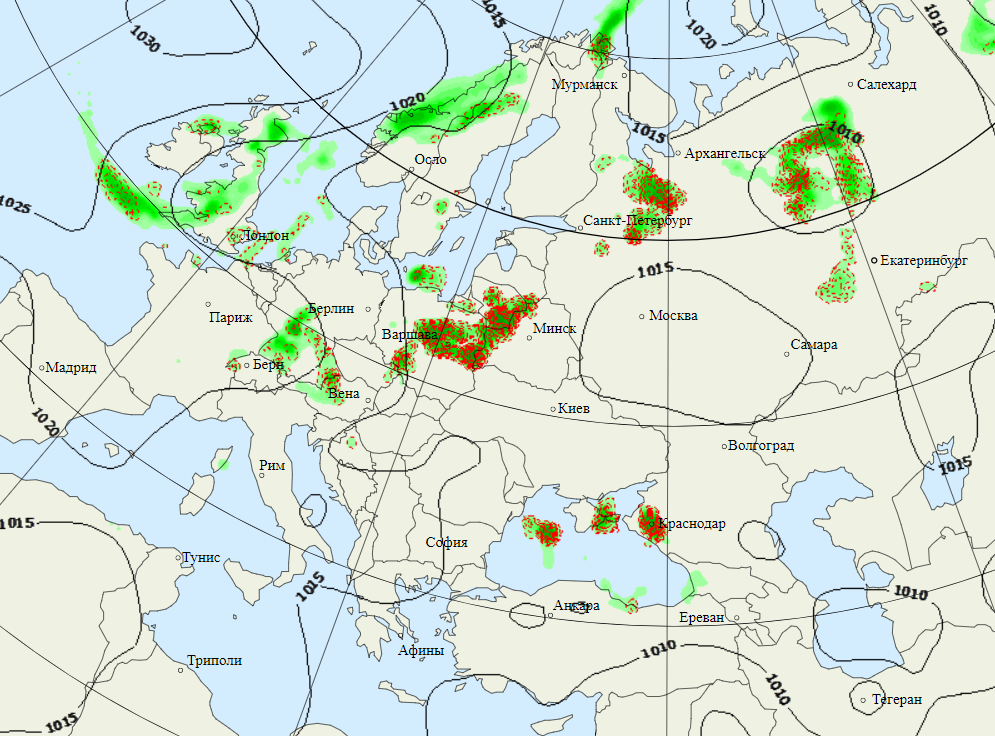 1030
1015
1020
1010
Мурманск
Салехард
1020
1015
1010
Архангельск
Осло
1025
Санкт-Петербург
Лондон
Екатеринбург
1015
Париж
Берлин
Москва
Варшава
Минск
Самара
Мадрид
Берн
Вена
Киев
1020
Волгоград
Рим
1015
1015
Краснодар
София
Тунис
1015
1010
Анкара
Ереван
Афины
1010
Триполи
1010
Тегеран
1015